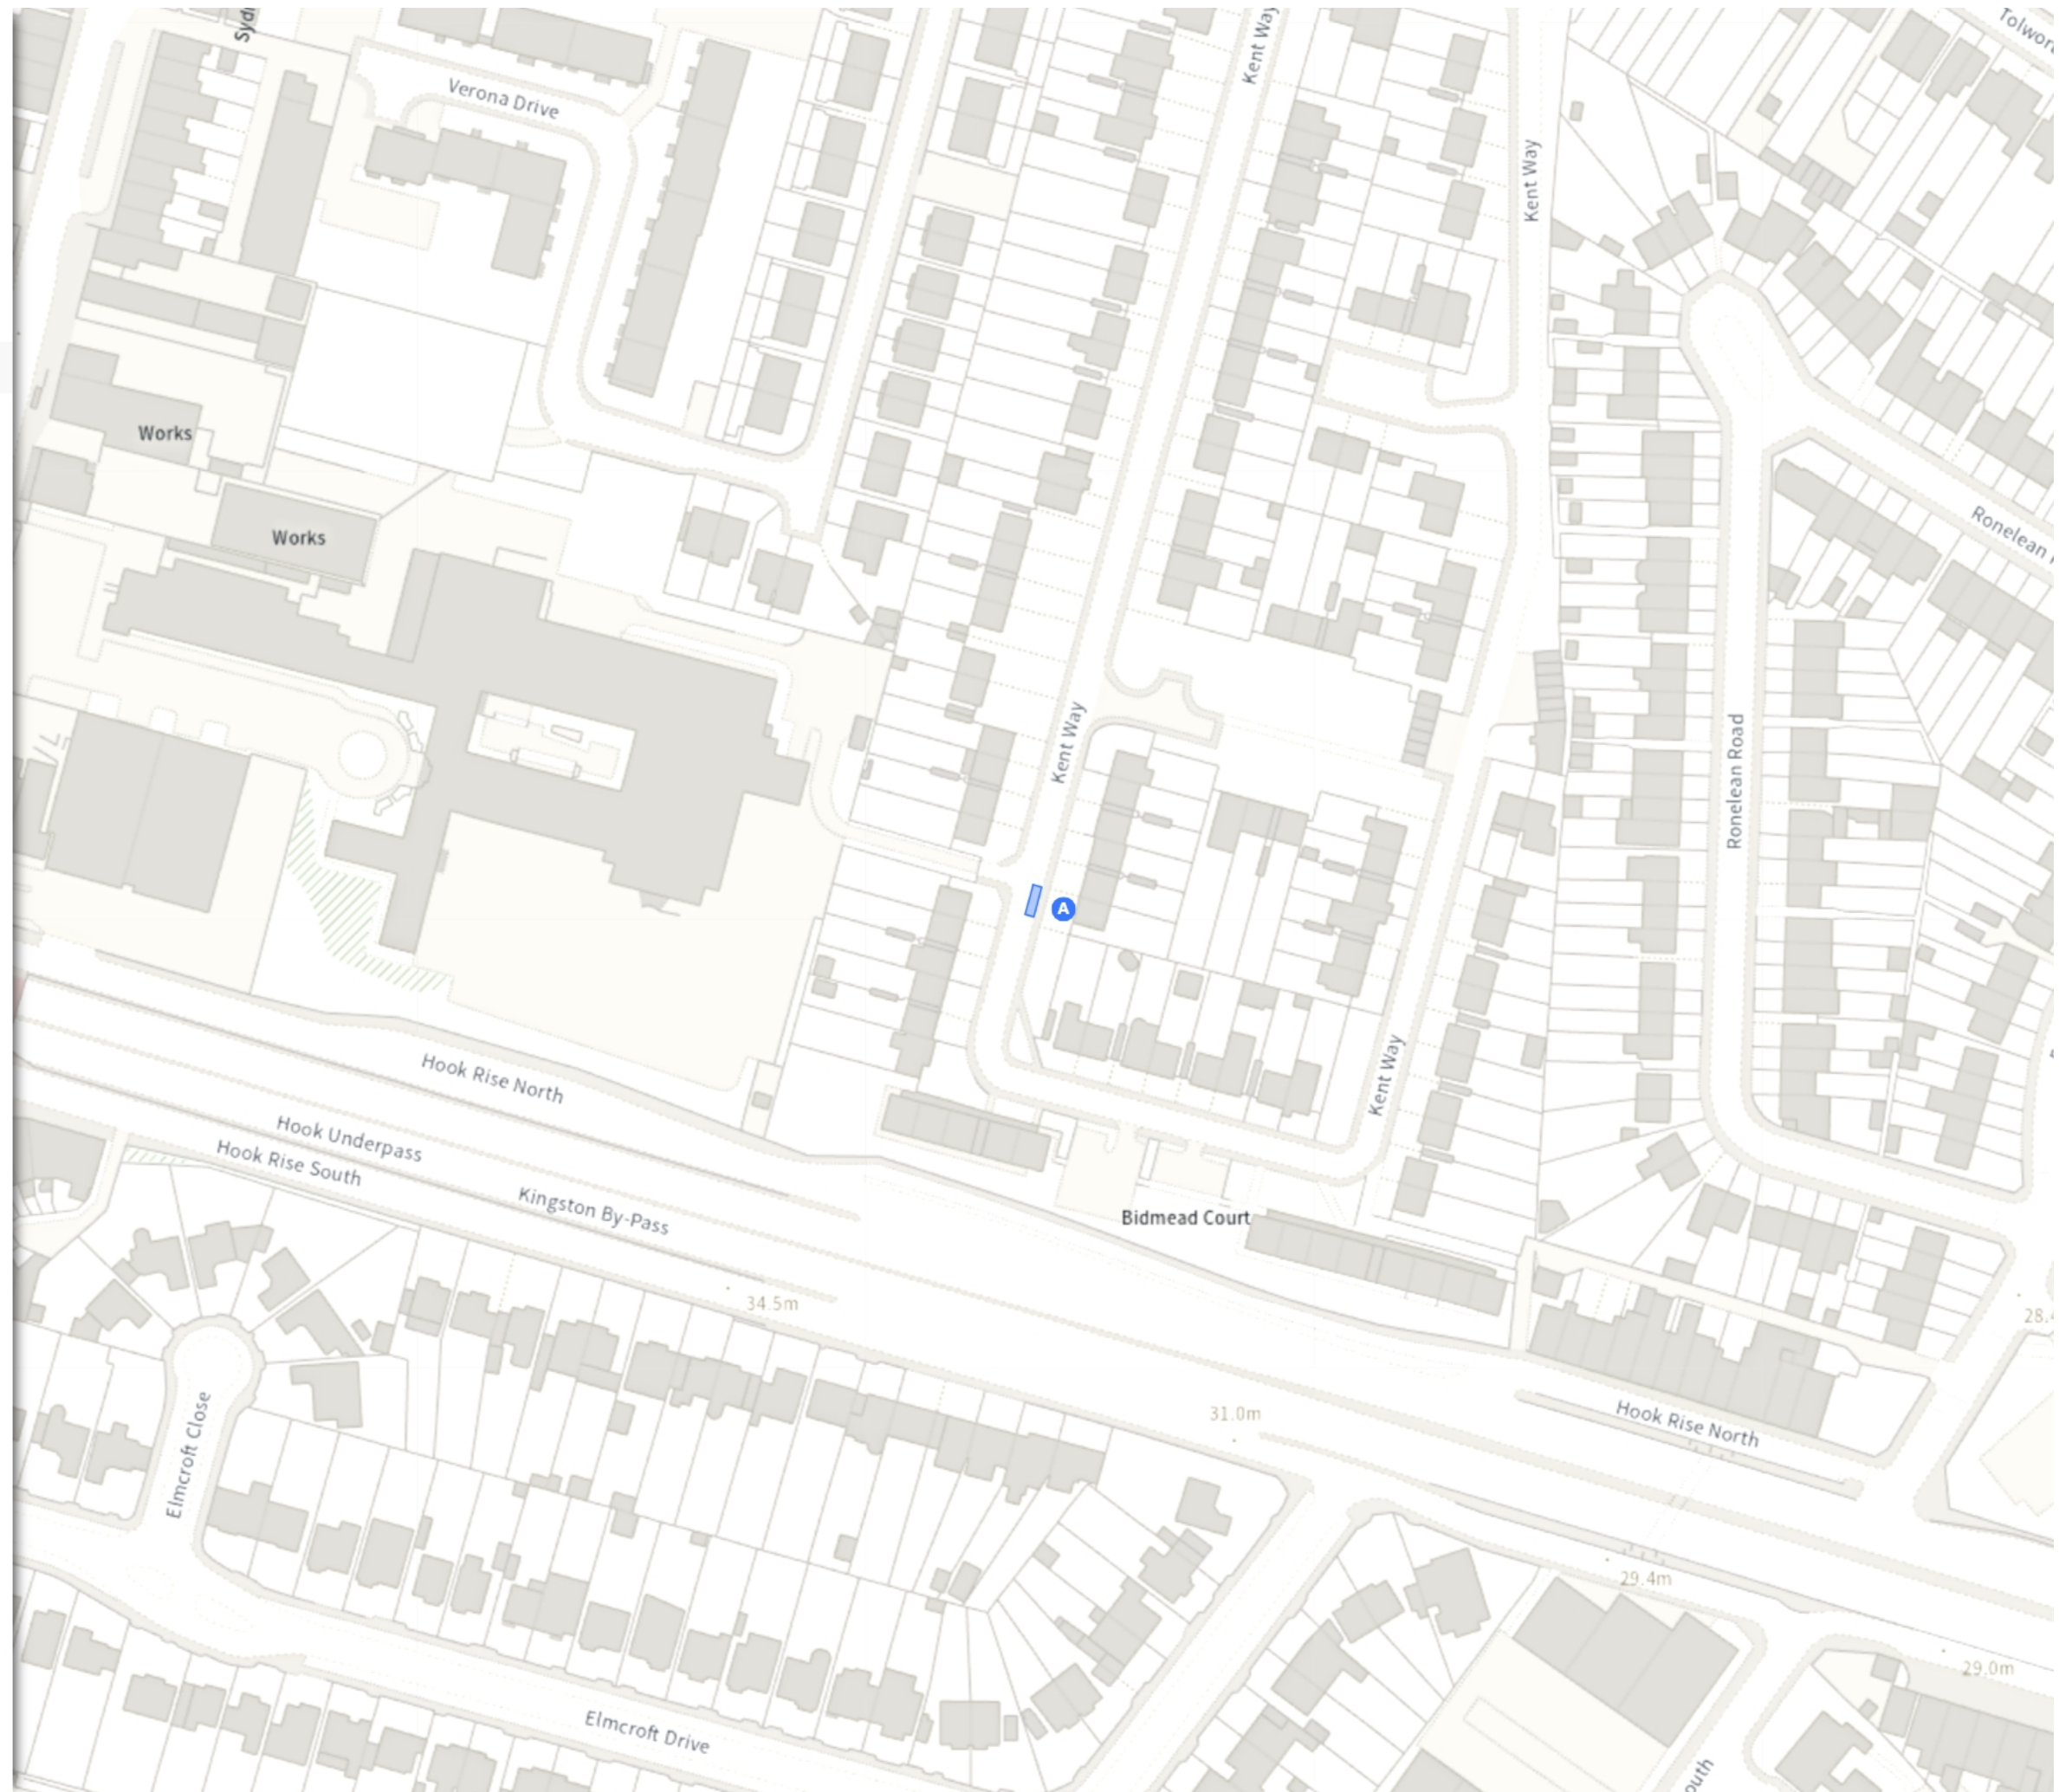 Kent Way
Verona Drive
Kent Way
Works
Works
Kent Way
Ronelean Road
A
Hook Rise North
Kent Way
Hook Underpass
Hook Rise South
Kingston By-Pass
Bidmead Court
34.5m
31.0m
Hook Rise North
Elmcroft Close
29.4m
29.0m
Elmcroft Drive